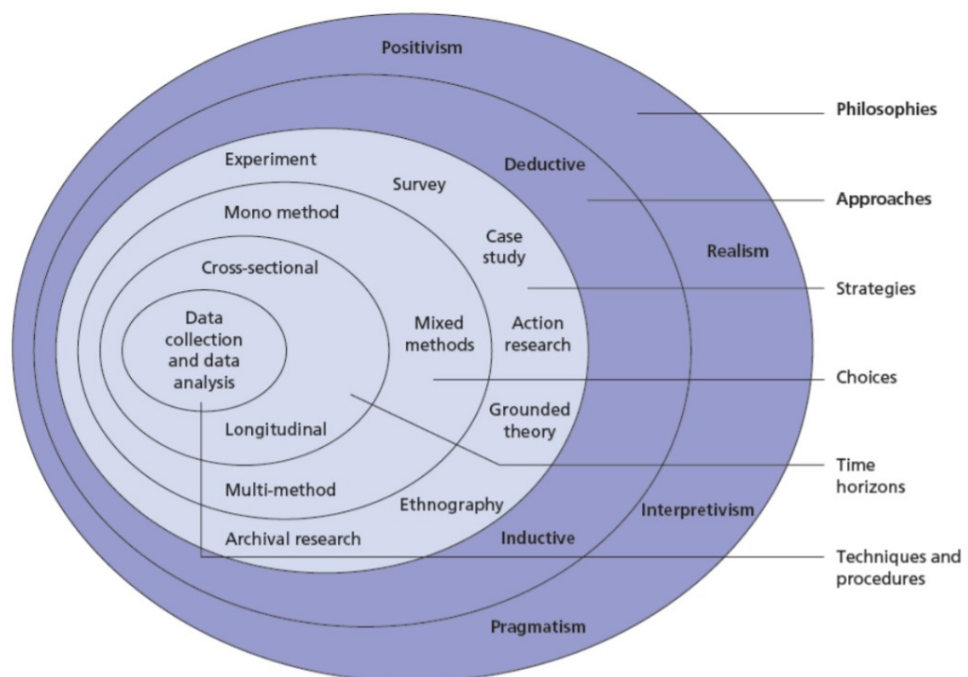 Positivism
Philosophies
Experiment
Deductive
Survey
Approaches
Mono method
Case
study
Realism
Cross-sectional
Strategies
Data
collection
and data
analysis
Mixed
methods
Action
research
Choices
Grounded
theory
Longitudinal
Time
horizons
Multi-method
Ethnography
Interpretivism
Archival research
Inductive
Techniques and
procedures
Pragmatism